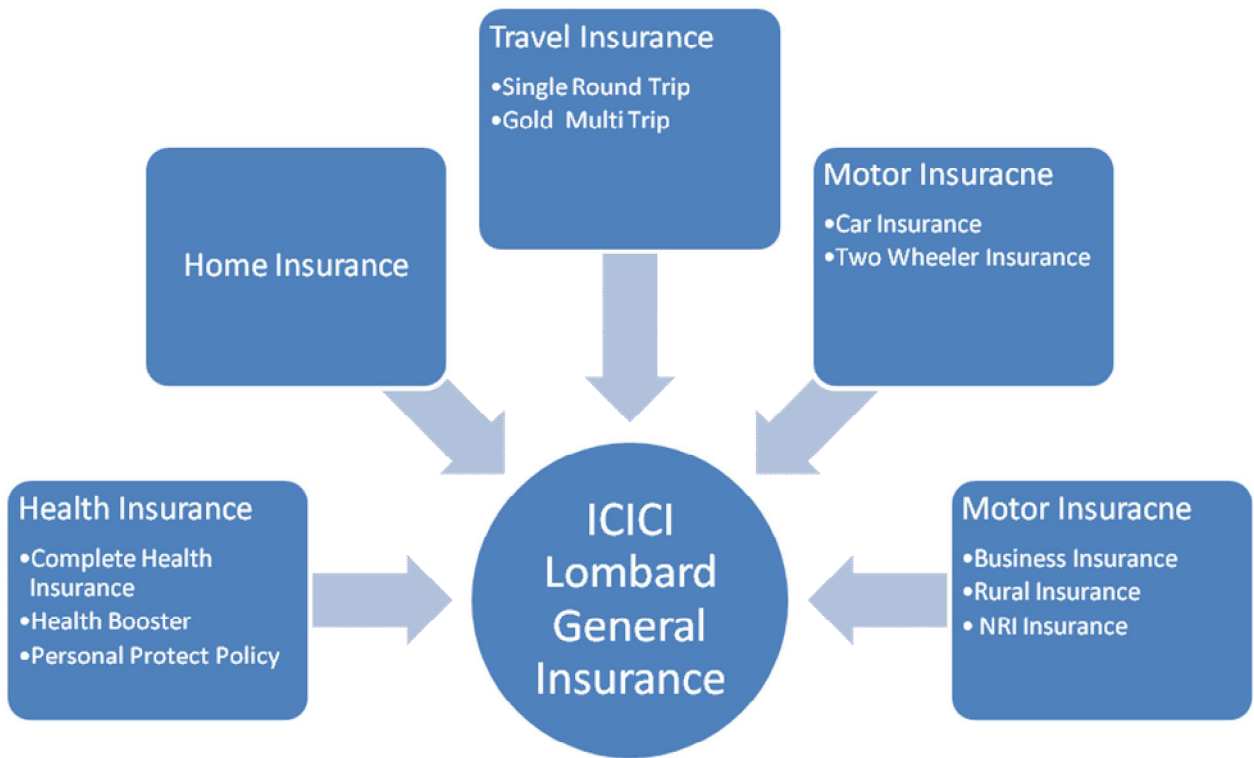 Travel Insurance
•Single Round Trip
•Gold Multi Trip
Home Insurance
Motor Insuracne
•Car Insurance
•Two Wheeler Insurance
Health Insurance
•Complete Health
Insurance
•Health Booster
•Personal Protect Policy
ICICI
Lombard
General
Insurance
Motor Insuracne
•Business Insurance
•Rural Insurance
• NRI Insurance